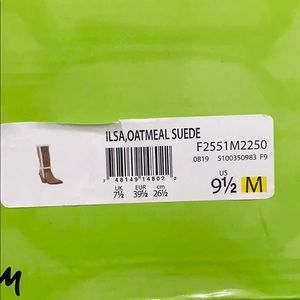 ILSA,OATMEAL SUEDE
F2551M2250
0819 5100350983 F9
7 48149 14802 2
UK EUR cm US
7½ 39½ 26½ 9½ M